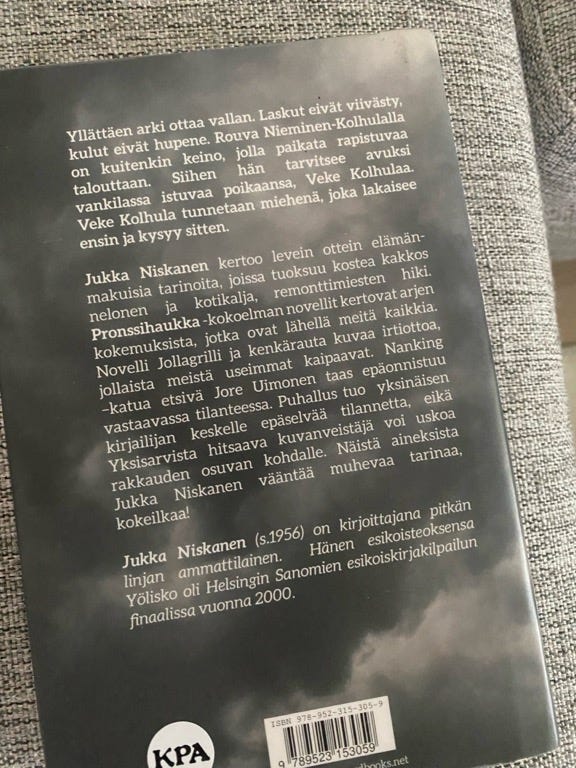 Yllättäen arki ottaa vallan. Laskut eivät viivästy,
kulut eivät hupene. Rouva Nieminen-Kolhulalla
on kuitenkin keino, jolla paikata rapistuvaa
talouttaan. Siihen hän tarvitsee avuksi
vankilassa istuvaa poikaansa, Veke Kolhulaa.
Veke Kolhula tunnetaan miehenä, joka lakaisee
ensin ja kysyy sitten.
Jukka Niskanen kertoo levein ottein elämän-
makuisia tarinoita, joissa tuoksuu kostea kakkos
nelonen ja kotikalja, remonttimiesten hiki.
Pronssihaukka -kokoelman novellit kertovat arjen
kokemuksista, jotka ovat lähellä meitä kaikkia.
Novelli Jollagrilli ja kenkärauta kuvaa irtiottoa,
jollaista meistä useimmat kaipaavat. Nanking
–katua etsivä Jore Uimonen taas epäonnistuu
vastaavassa tilanteessa. Puhallus tuo yksinäisen
kirjailijan keskelle epäselvää tilannetta, eikä
Yksisarvista hitsaava kuvanveistäjä voi uskoa
rakkauden osuvan kohdalle. Näistä aineksista
Jukka Niskanen vääntää muhevaa tarinaa,
kokeilkaa!
Jukka Niskanen (s.1956) on kirjoittajana pitkän
linjan ammattilainen. Hänen esikoisteoksensa
Yölisko oli Helsingin Sanomien esikoiskirjakilpailun
finaalissa vuonna 2000.
ISBN 978-952-315-305-9
9 789523 153059
KPA
dbooks.net